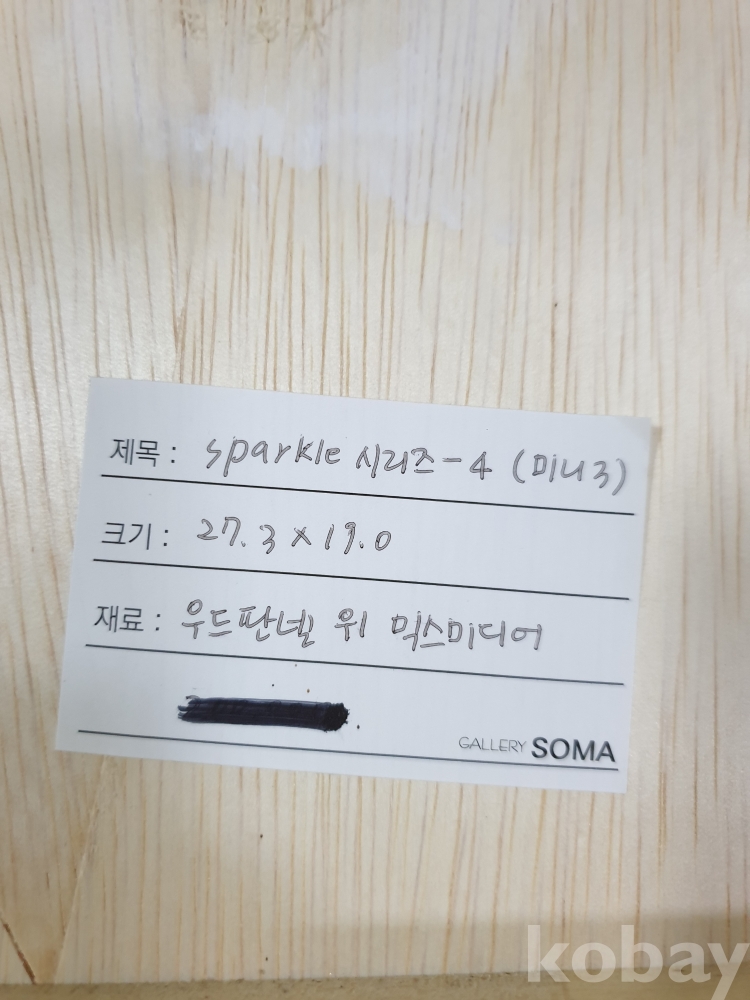 제목 : sparkle 시리즈-4 (미니3)
크기 : 27.3×19.0
재료 : 우드판넬 위 믹스미디어
GALLERY SOMA
kobay